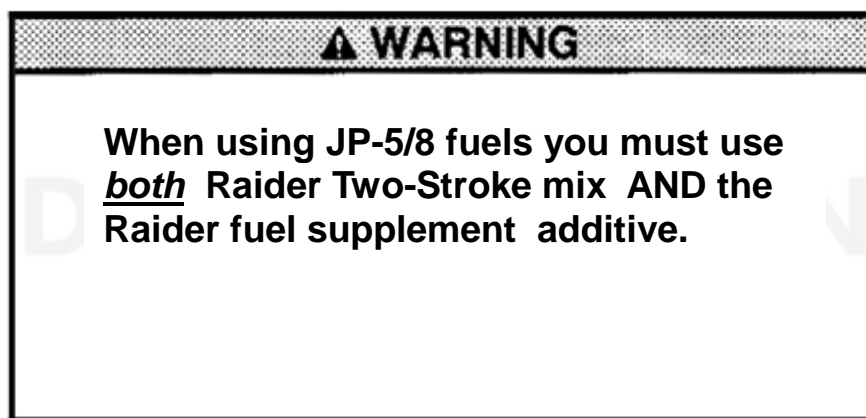 WARNING
When using JP-5/8 fuels you must use
both Raider Two-Stroke mix AND the
Raider fuel supplement additive.